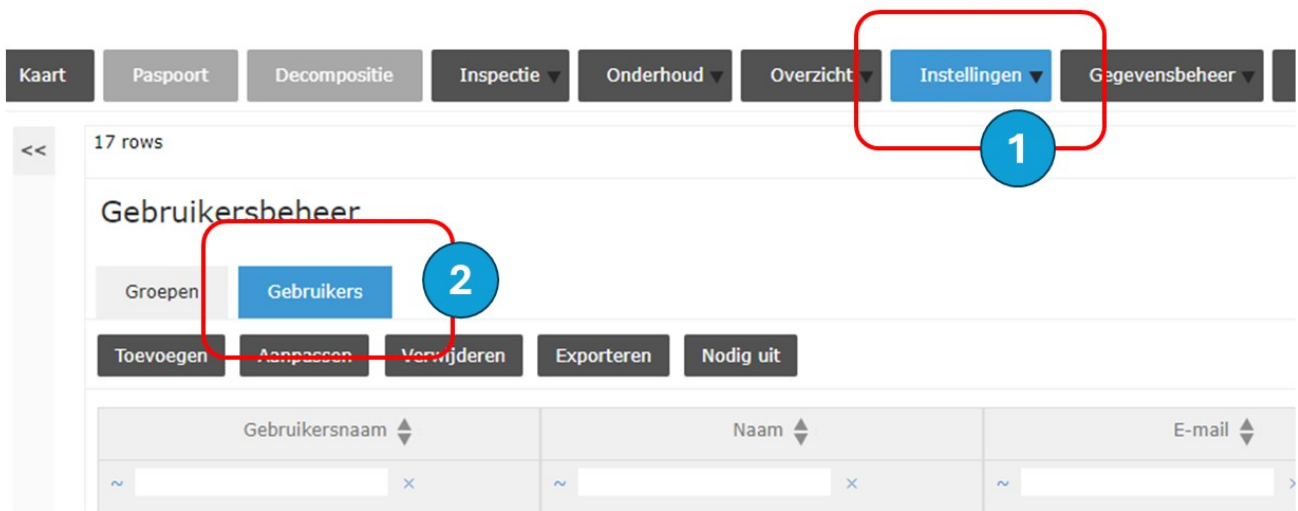 Kaart Paspoort Decompositie Inspectie Onderhoud Overzicht Instellingen Gegevensbeheer
1
<< 17 rows
Gebruikersbeheer
Groepen Gebruikers 2
Toevoegen Aanpassen Verwijderen Exporteren Nodig uit
Gebruikersnaam Naam E-mail
~ × ~ × ~ ×